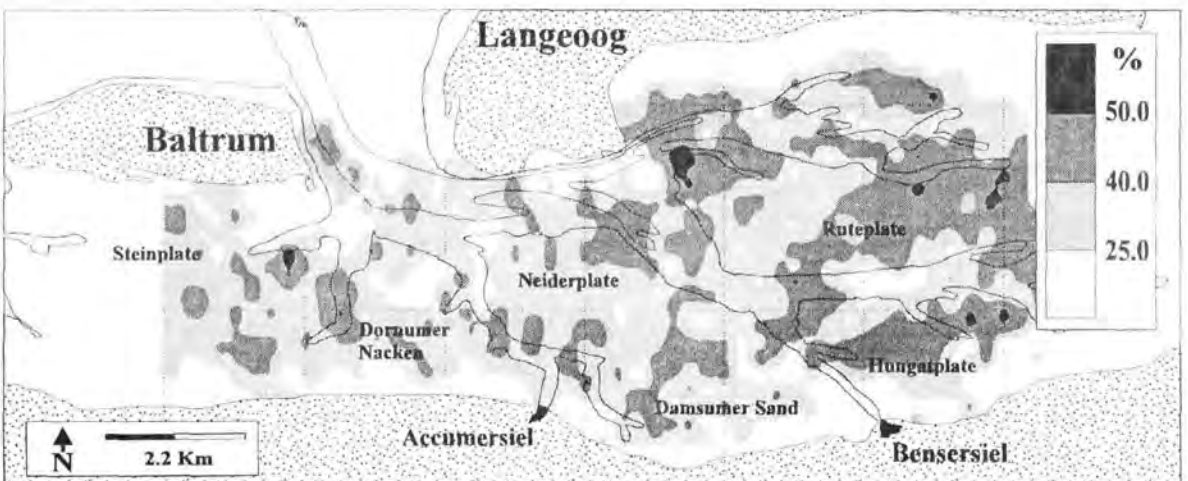 Langeoog
%
50.0
40.0
25.0
Baltrum
Steinplate
Ruteplate
Neiderplate
Dornumer
Nacken
Hungatplate
Damsumer Sand
Accumersiel
Bensersiel
N
2.2 Km